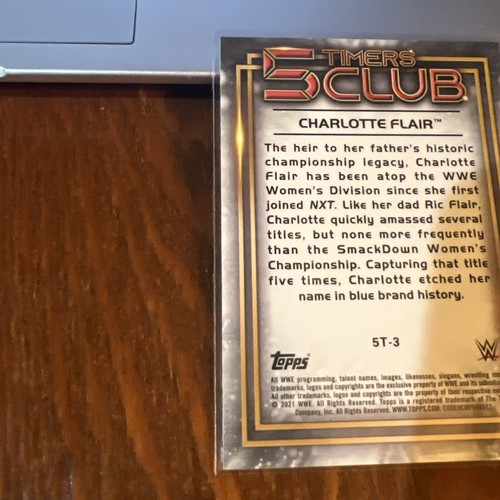 5 TIMERS
CLUB
CHARLOTTE FLAIR™
The heir to her father's historic
championship legacy, Charlotte
Flair has been atop the WWE
Women's Division since she first
joined NXT. Like her dad Ric Flair,
Charlotte quickly amassed several
titles, but none more frequently
than the SmackDown Women's
Championship. Capturing that title
five times, Charlotte etched her
name in blue brand history.
5T-3
Topps
W
All WWE programming, talent names, images, likenesses, slogans, wrestling
trademarks, logos and copyrights are the exclusive property of WWE and its
All other trademarks, logos and copyrights are the property of their respective
© 2021 WWE. All Rights Reserved. Topps is a registered trademark of The
Company, Inc. All Rights Reserved. WWW.TOPPS.COM